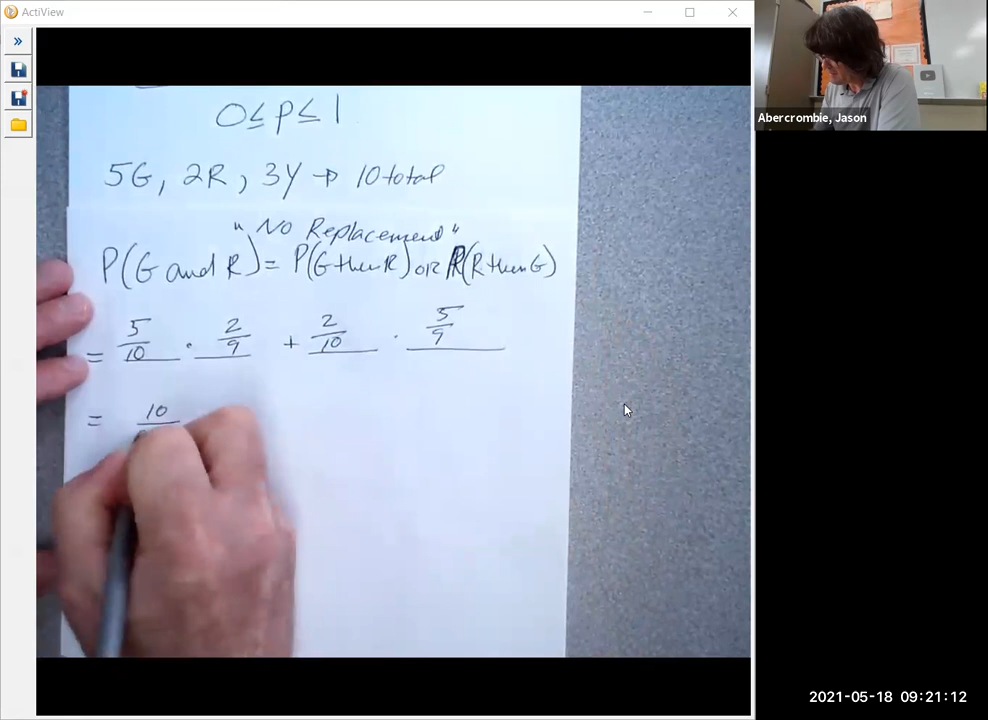 ActiView
0 ≤ p ≤ 1
5G, 2R, 3Y → 10 total
"No Replacement"
P(G and R) = P(G then R) OR P(R then G)
= 5/10 · 2/9 + 2/10 · 5/9
= 10
Abercrombie, Jason
2021-05-18 09:21:12